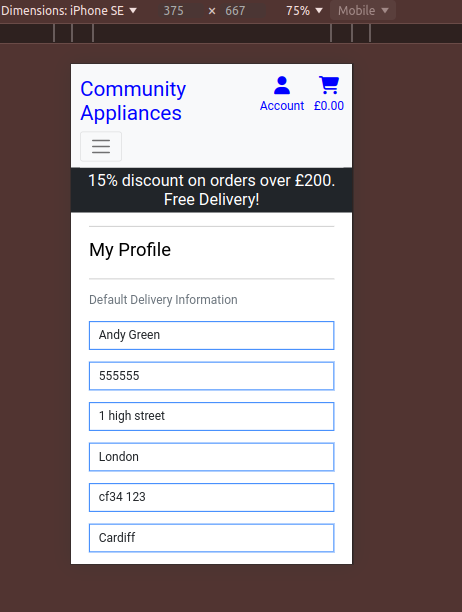 Dimensions: iPhone SE 375 × 667 75% Mobile
Community
Appliances
Account £0.00
15% discount on orders over £200.
Free Delivery!
My Profile
Default Delivery Information
Andy Green
555555
1 high street
London
cf34 123
Cardiff